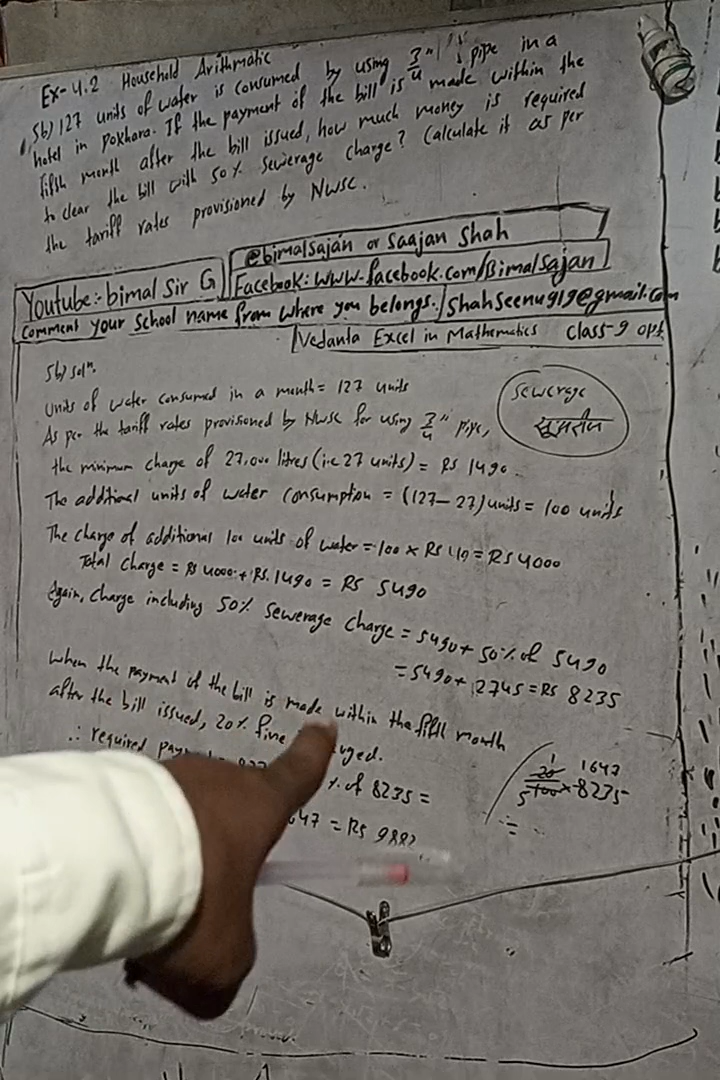 Ex- 4.2 Household Arithmatic
5b) 127 units of water is consumed by using 3/4" pipe in a
hotel in Pokhara. If the payment of the bill is made within the
fifth month after the bill issued, how much money is required
to clear the bill with 50% sewerage charge? Calculate it as per
the tariff rates provisioned by NWSC.
@bimalsajan or Saajan Shah
Youtube:- bimal Sir G
Facebook: www.facebook.com/Bimalsajan
Comment your school name from where you belongs. / Shahseenu919@gmail.com
Vedanta Excel in Mathematics Class-9 opt
5b) solⁿ.
Units of water consumed in a month = 127 units
sewerage
As per the tariff rates provisioned by NWSC for using 3/4" pipe,
the minimum charge of 27,000 litres (i.e 27 units) = Rs 1490.
The additional units of water consumption = (127-27) units = 100 units
The charge of additional 100 units of water = 100 × Rs 40 = Rs 4000
Total charge = Rs 4000 + Rs. 1490 = Rs 5490
Again, charge including 50% sewerage charge = 5490 + 50% of 5490
= 5490 + 2745 = Rs 8235
When the payment of the bill is made within the fifth month
after the bill issued, 20% fine
∴ required
% of 8235 =
= Rs 988
1 1647
20/100 × 8235
5